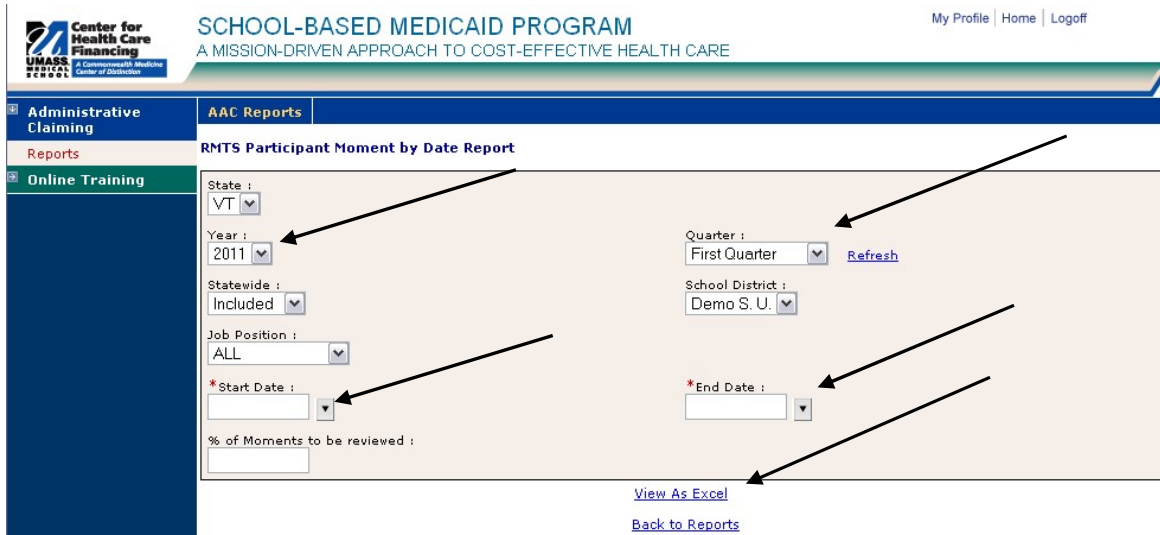 Center for
Health Care
Financing
UMASS
MEDICAL
SCHOOL
A Commonwealth Medicine
Center of Distinction
SCHOOL-BASED MEDICAID PROGRAM
A MISSION-DRIVEN APPROACH TO COST-EFFECTIVE HEALTH CARE
My Profile | Home | Logoff
Administrative
Claiming
Reports
Online Training
AAC Reports
RMTS Participant Moment by Date Report
State :
VT
Year :
2011
Quarter :
First Quarter
Refresh
Statewide :
Included
School District :
Demo S. U.
Job Position :
ALL
*Start Date :
*End Date :
% of Moments to be reviewed :
View As Excel
Back to Reports